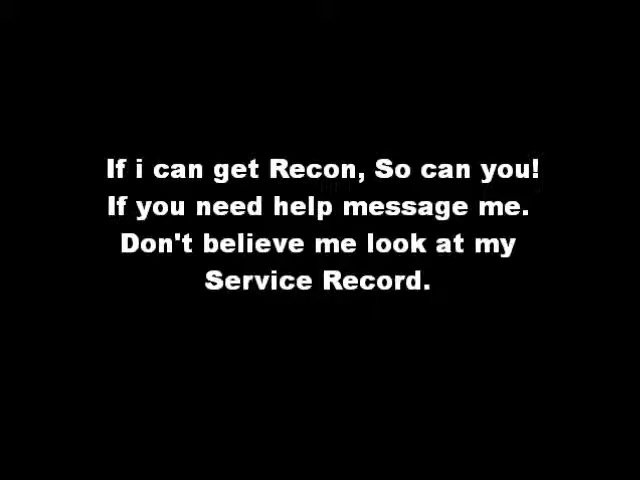 If i can get Recon, So can you!
If you need help message me.
Don't believe me look at my
Service Record.